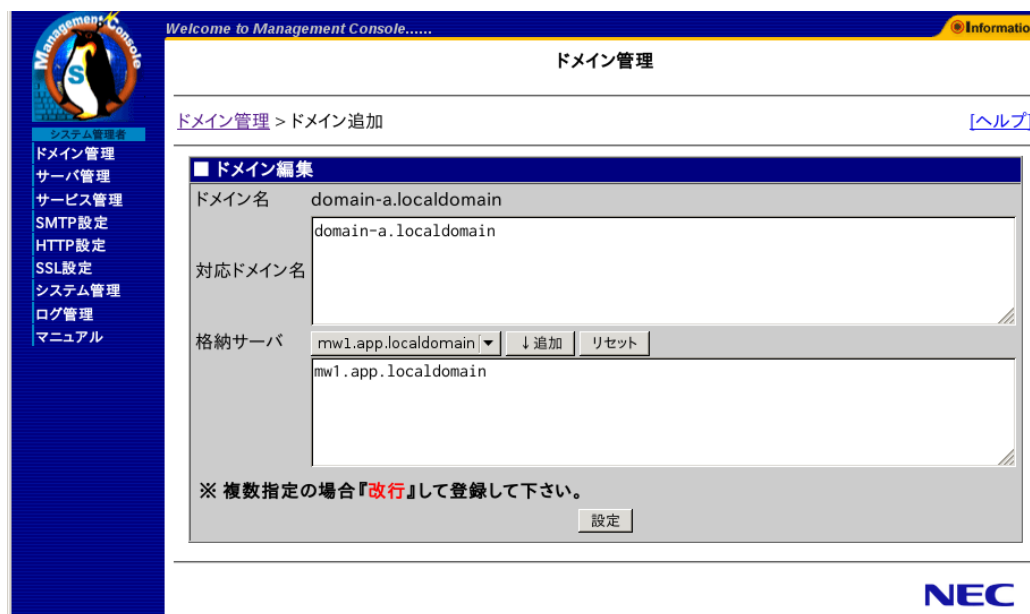 Management Console
Welcome to Management Console......
Informatio
ドメイン管理
ドメイン管理 > ドメイン追加
[ヘルプ]
システム管理者
ドメイン管理
サーバ管理
サービス管理
SMTP設定
HTTP設定
SSL設定
システム管理
ログ管理
マニュアル
■ ドメイン編集
ドメイン名 domain-a.localdomain
domain-a.localdomain
対応ドメイン名
格納サーバ mw1.app.localdomain ↓追加 リセット
mw1.app.localdomain
※ 複数指定の場合『改行』して登録して下さい。
設定
NEC